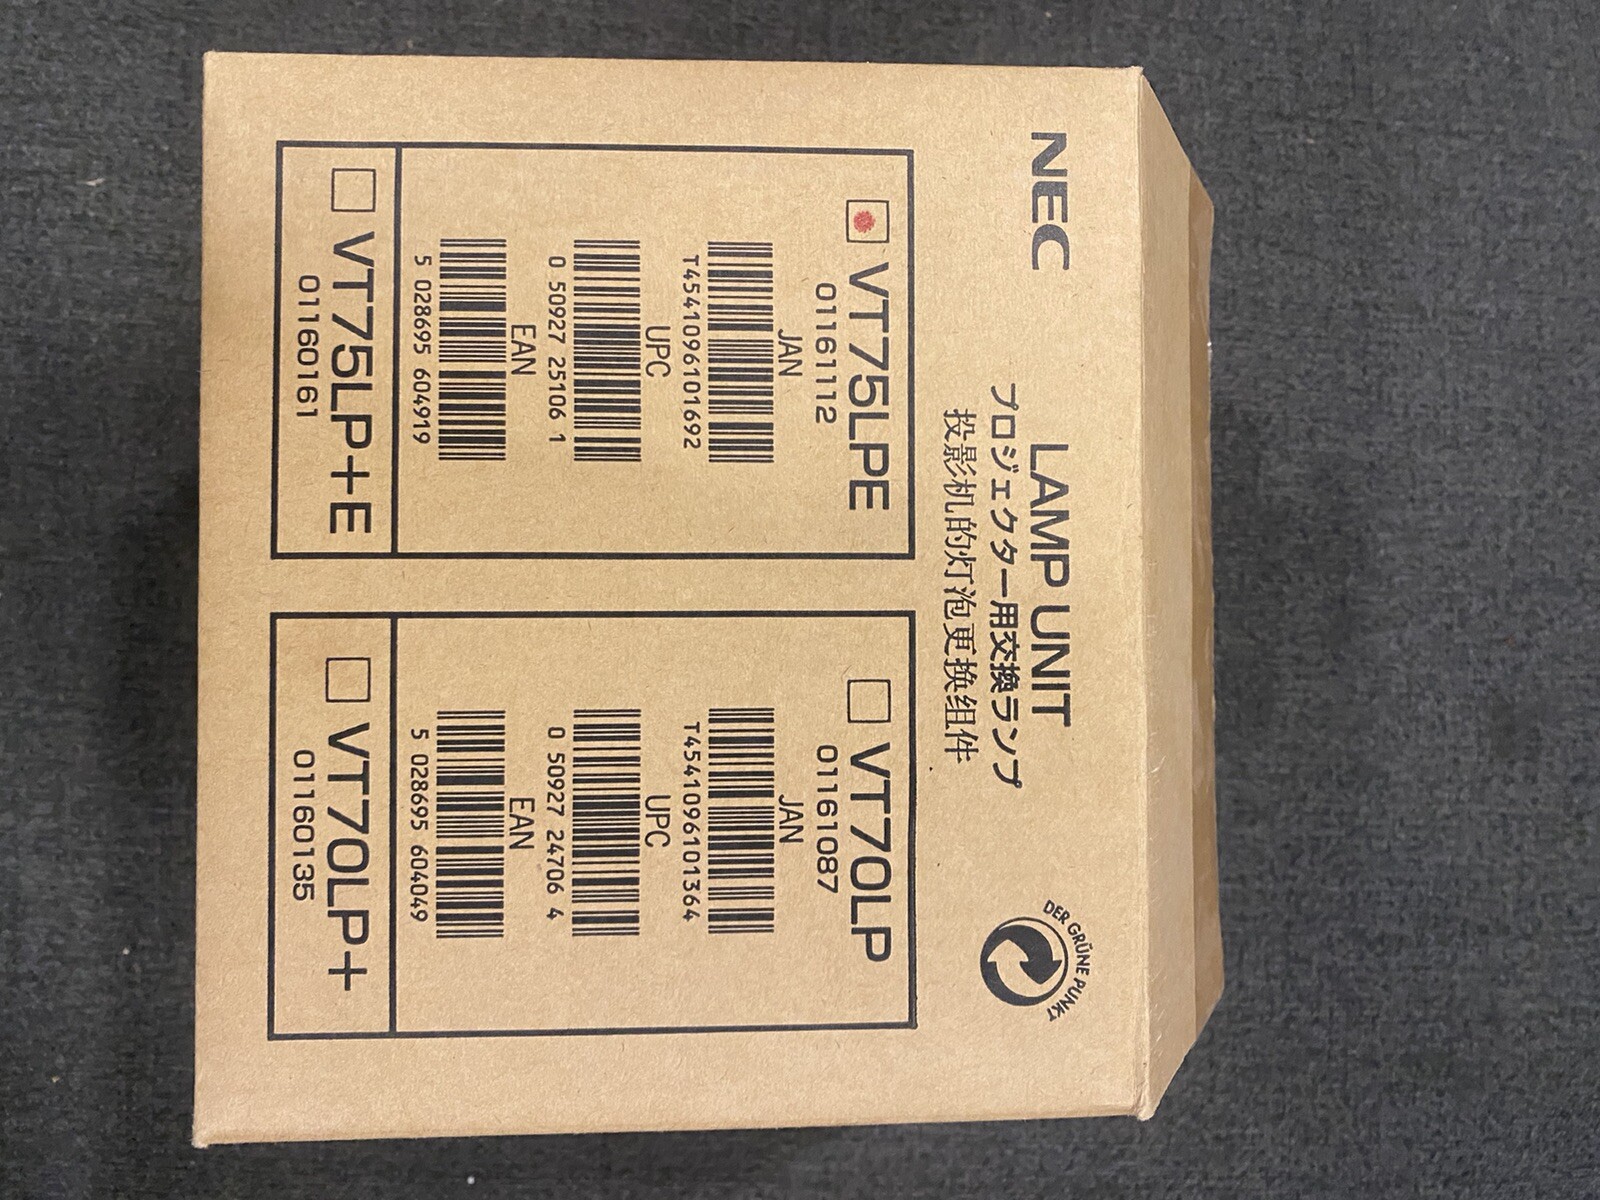 NEC
LAMP UNIT
プロジェクター用交換ランプ
投影机的灯泡更换组件
DER GRÜNE PUNKT
VT75LPE
01161112
JAN
T4541096101692
UPC
0 50927 25106 1
EAN
5 028695 604919
VT75LP+E
01160161
VT70LP
01161087
JAN
T4541096101364
UPC
0 50927 24706 4
EAN
5 028695 604049
VT70LP+
01160135